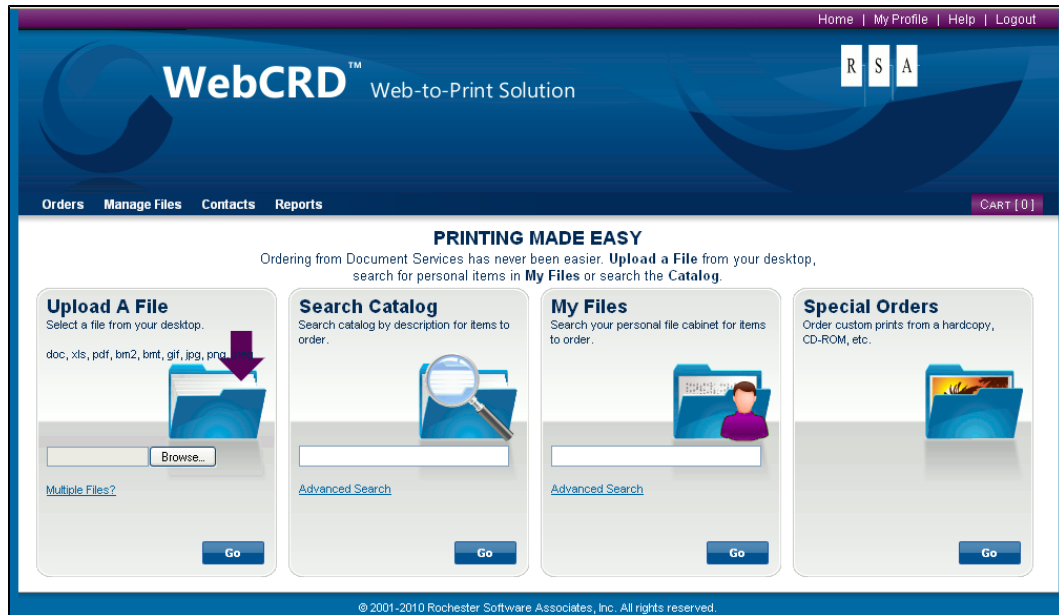 Home | My Profile | Help | Logout
WebCRD™ Web-to-Print Solution
R S A
Orders Manage Files Contacts Reports
CART [ 0 ]
PRINTING MADE EASY
Ordering from Document Services has never been easier. Upload a File from your desktop,
search for personal items in My Files or search the Catalog.
Upload A File
Select a file from your desktop.
doc, xls, pdf, brn2, brnt, gif, jpg, png,
Browse...
Multiple Files?
Go
Search Catalog
Search catalog by description for items to
order.
Advanced Search
Go
My Files
Search your personal file cabinet for items
to order.
Advanced Search
Go
Special Orders
Order custom prints from a hardcopy,
CD-ROM, etc.
Go
© 2001-2010 Rochester Software Associates, Inc. All rights reserved.